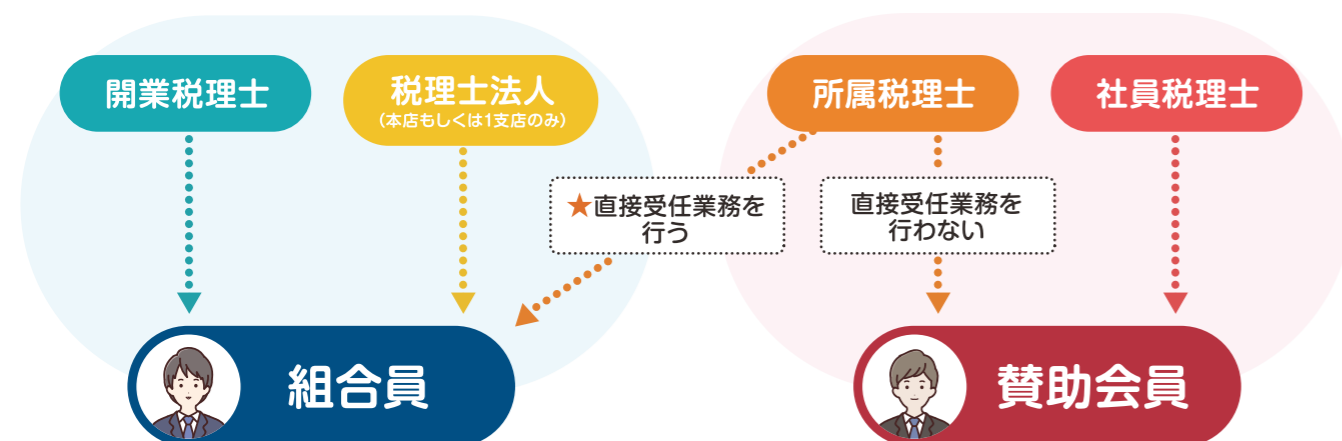 開業税理士
税理士法人
(本店もしくは1支店のみ)
所属税理士
社員税理士
★直接受任業務を
行う
直接受任業務を
行わない
組合員
賛助会員